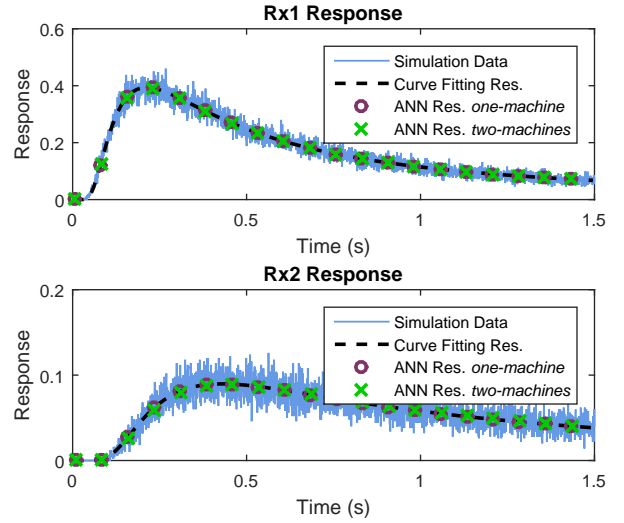 Rx1 Response
Response
0.6
0.4
0.2
0
Simulation Data
Curve Fitting Res.
ANN Res. one-machine
ANN Res. two-machines
0
0.5
1
1.5
Time (s)
Rx2 Response
Response
0.2
0.1
0
Simulation Data
Curve Fitting Res.
ANN Res. one-machine
ANN Res. two-machines
0
0.5
1
1.5
Time (s)